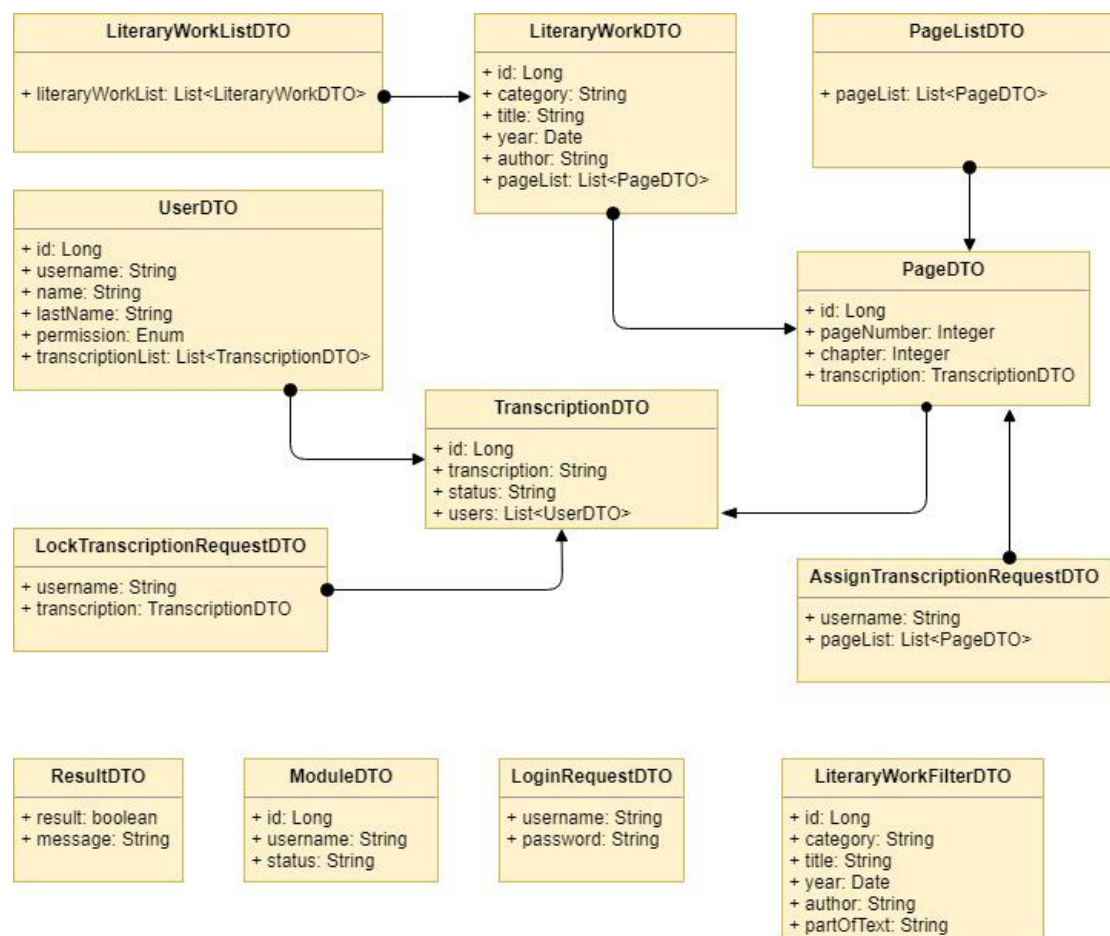 LiteraryWorkListDTO
+ literaryWorkList: List<LiteraryWorkDTO>
LiteraryWorkDTO
+ id: Long
+ category: String
+ title: String
+ year: Date
+ author: String
+ pageList: List<PageDTO>
PageListDTO
+ pageList: List<PageDTO>
UserDTO
+ id: Long
+ username: String
+ name: String
+ lastName: String
+ permission: Enum
+ transcriptionList: List<TranscriptionDTO>
PageDTO
+ id: Long
+ pageNumber: Integer
+ chapter: Integer
+ transcription: TranscriptionDTO
TranscriptionDTO
+ id: Long
+ transcription: String
+ status: String
+ users: List<UserDTO>
LockTranscriptionRequestDTO
+ username: String
+ transcription: TranscriptionDTO
AssignTranscriptionRequestDTO
+ username: String
+ pageList: List<PageDTO>
ResultDTO
+ result: boolean
+ message: String
ModuleDTO
+ id: Long
+ username: String
+ status: String
LoginRequestDTO
+ username: String
+ password: String
LiteraryWorkFilterDTO
+ id: Long
+ category: String
+ title: String
+ year: Date
+ author: String
+ partOfText: String